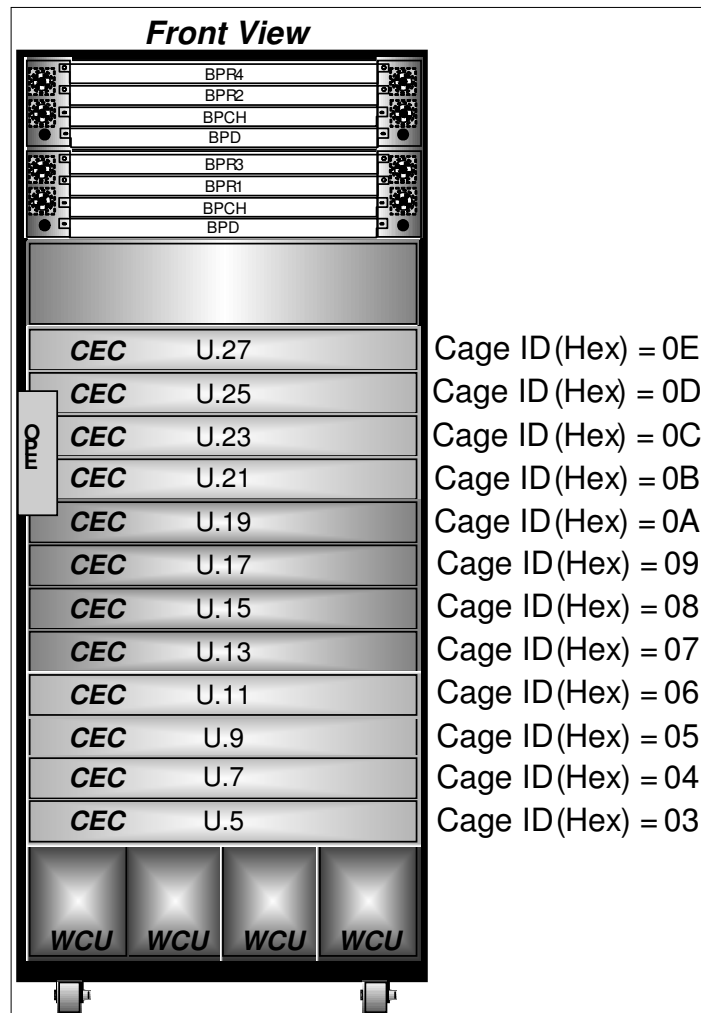 Front View
BPR4
BPR2
BPCH
BPD
BPR3
BPR1
BPCH
BPD
CEC U.27 Cage ID(Hex) = 0E
CEC U.25 Cage ID(Hex) = 0D
CEC U.23 Cage ID(Hex) = 0C
CEC U.21 Cage ID(Hex) = 0B
CEC U.19 Cage ID(Hex) = 0A
CEC U.17 Cage ID(Hex) = 09
CEC U.15 Cage ID(Hex) = 08
CEC U.13 Cage ID(Hex) = 07
CEC U.11 Cage ID(Hex) = 06
CEC U.9 Cage ID(Hex) = 05
CEC U.7 Cage ID(Hex) = 04
CEC U.5 Cage ID(Hex) = 03
WCU WCU WCU WCU